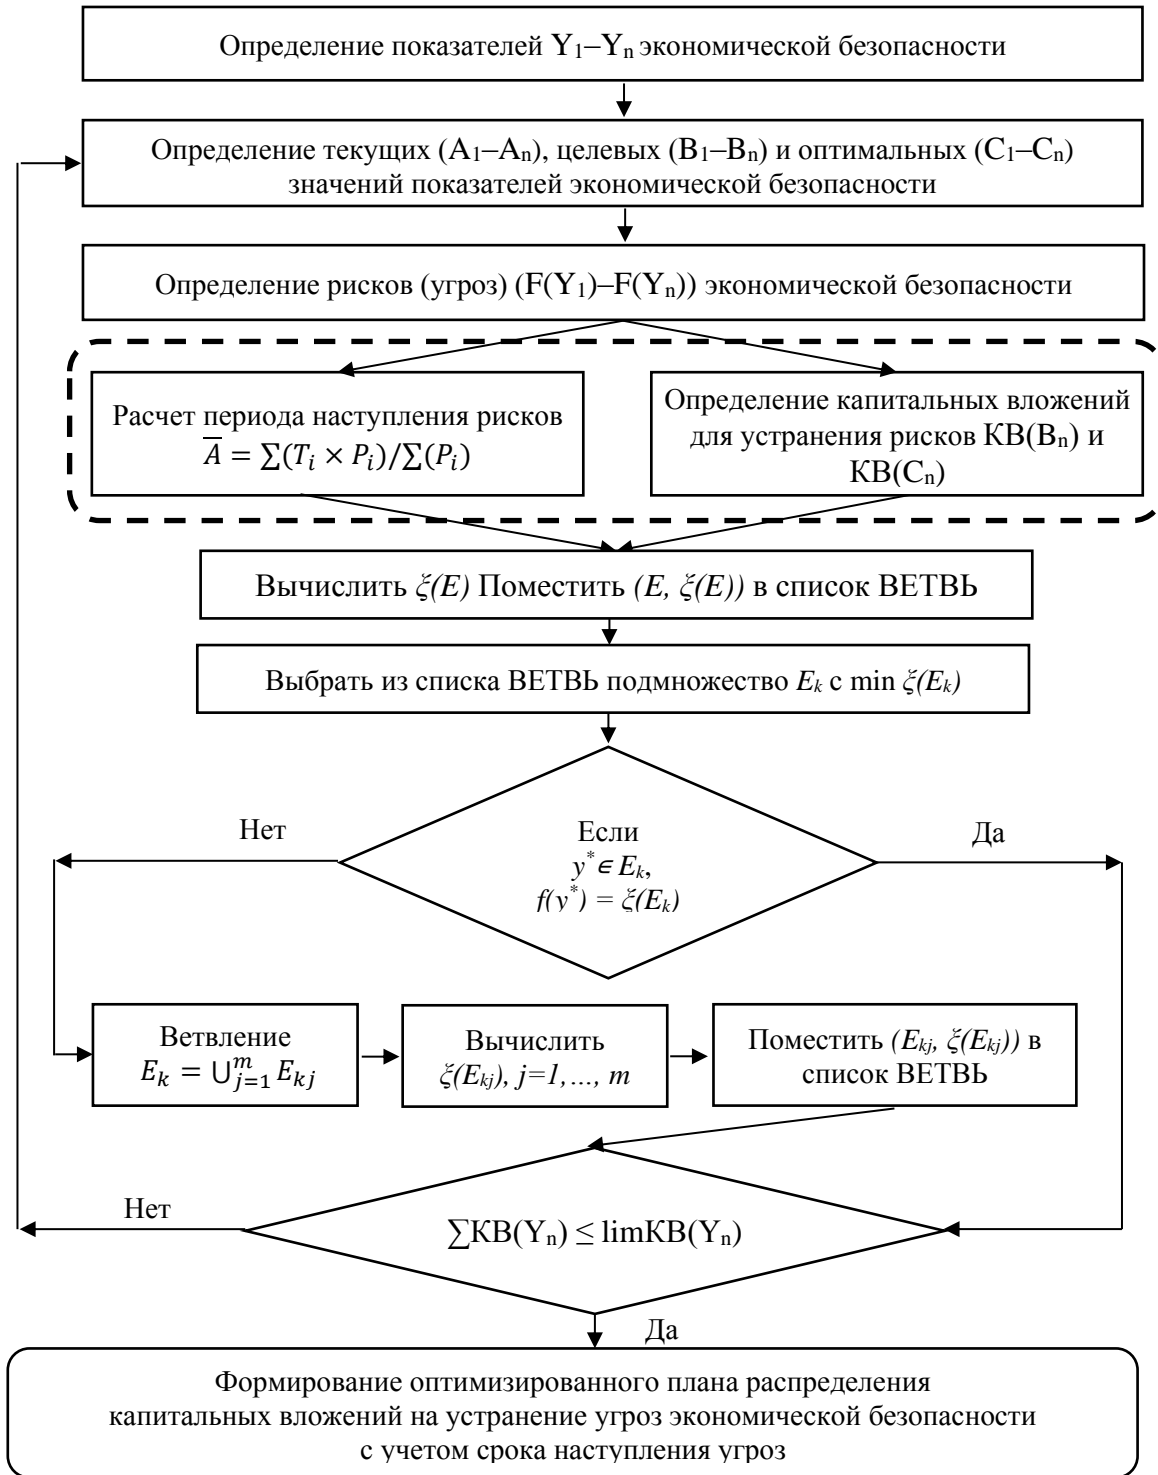 Определение показателей Y₁–Yₙ экономической безопасности
Определение текущих (A₁–Aₙ), целевых (B₁–Bₙ) и оптимальных (C₁–Cₙ)
значений показателей экономической безопасности
Определение рисков (угроз) (F(Y₁)–F(Yₙ)) экономической безопасности
Расчет периода наступления рисков
A̅ = ∑(Tᵢ × Pᵢ)/∑(Pᵢ)
Определение капитальных вложений
для устранения рисков КВ(Bₙ) и
КВ(Cₙ)
Вычислить ξ(E) Поместить (E, ξ(E)) в список ВЕТВЬ
Выбрать из списка ВЕТВЬ подмножество Eₖ с min ξ(Eₖ)
Нет
Да
Если
y* ∈ Eₖ,
f(y*) = ξ(Eₖ)
Ветвление
Eₖ = ⋃ᵐⱼ₌₁ Eₖⱼ
Вычислить
ξ(Eₖⱼ), j=1,..., m
Поместить (Eₖⱼ, ξ(Eₖⱼ)) в
список ВЕТВЬ
Нет
∑КВ(Yₙ) ≤ limКВ(Yₙ)
Да
Формирование оптимизированного плана распределения
капитальных вложений на устранение угроз экономической безопасности
с учетом срока наступления угроз